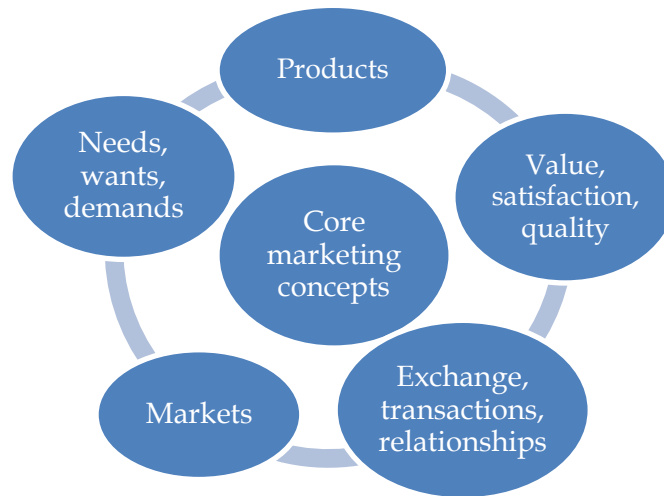 Products
Needs,
wants,
demands
Value,
satisfaction,
quality
Core
marketing
concepts
Exchange,
transactions,
relationships
Markets